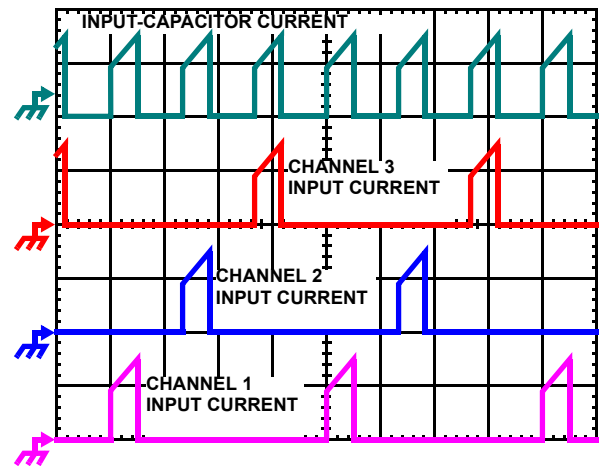 INPUT-CAPACITOR CURRENT
CHANNEL 3
INPUT CURRENT
CHANNEL 2
INPUT CURRENT
CHANNEL 1
INPUT CURRENT